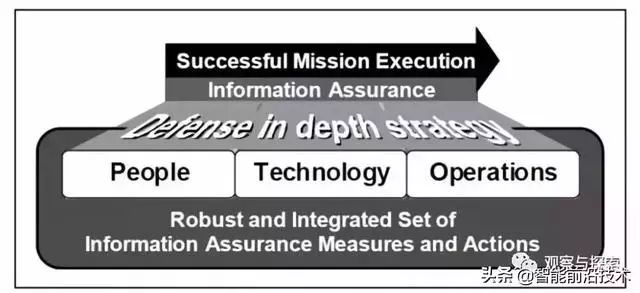 Successful Mission Execution
Information Assurance
Defense in depth strategy
People
Technology
Operations
Robust and Integrated Set of
Information Assurance Measures and Actions
观察与探索
头条@智能前沿技术